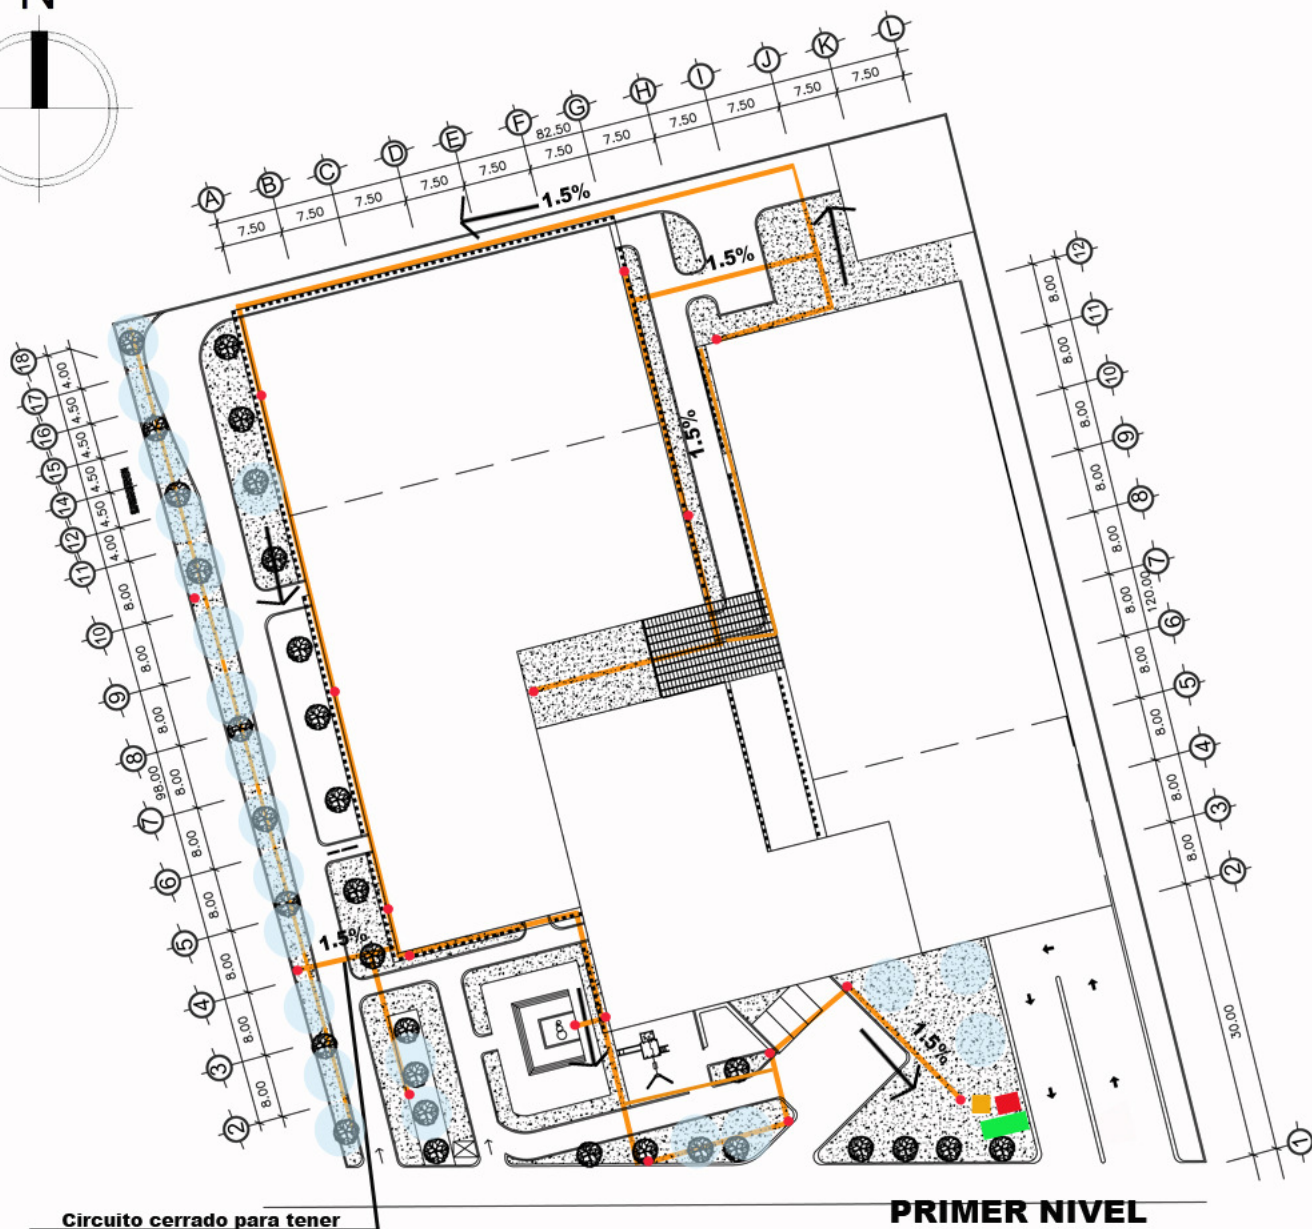 N
A B C D E F G H I J K L
7.50 7.50 7.50 7.50 7.50 7.50 7.50 7.50 7.50 7.50 7.50
82.50
1.5%
1.5%
1.5%
18 17 16 15 14 12 11 10 9 8 7 6 5 4 3 2
4.00 4.50 4.50 4.50 4.50 4.00 8.00 8.00 8.00 8.00 8.00 8.00 8.00 8.00 8.00
98.00
12 11 10 9 8 7 6 5 4 3 2 1
8.00 8.00 8.00 8.00 8.00 8.00 8.00 8.00 8.00 8.00 30.00
120.00
1.5%
1.5%
PRIMER NIVEL
Circuito cerrado para tener